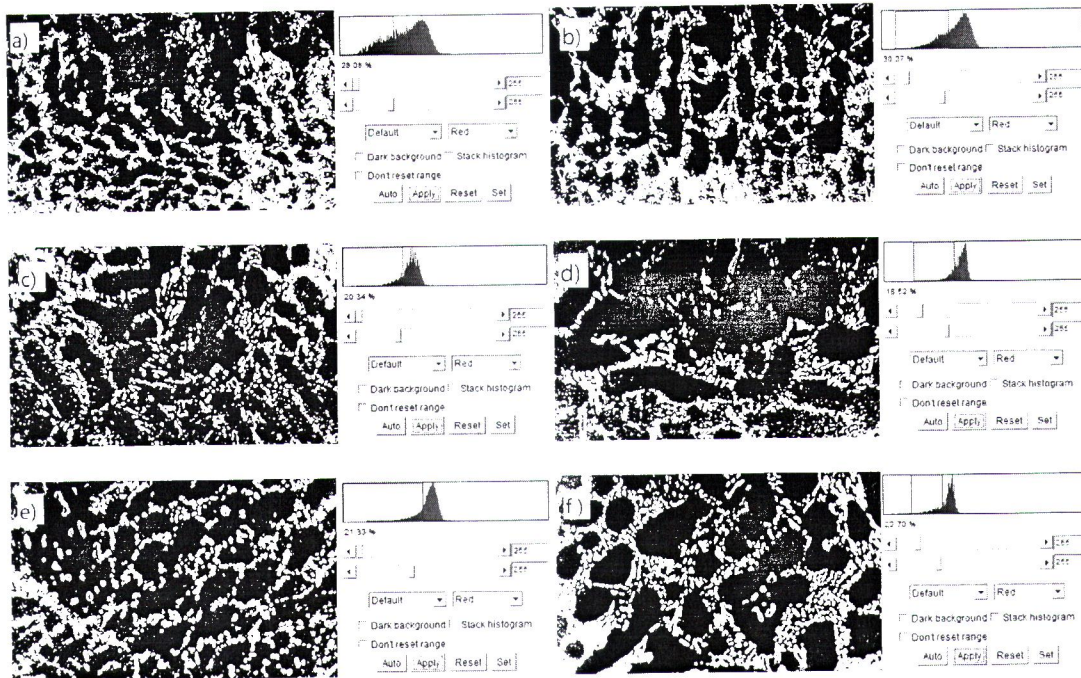 a)
28.08 %
255
255
Default Red
Dark background Stack histogram
Don't reset range
Auto Apply Reset Set
b)
30.37 %
255
255
Default Red
Dark background Stack histogram
Don't reset range
Auto Apply Reset Set
c)
20.34 %
255
255
Default Red
Dark background Stack histogram
Don't reset range
Auto Apply Reset Set
d)
255
255
Default Red
Dark background Stack histogram
Don't reset range
Auto Apply Reset Set
e)
21.33 %
255
255
Default Red
Dark background Stack histogram
Don't reset range
Auto Apply Reset Set
f)
22.70 %
255
255
Default Red
Dark background Stack histogram
Don't reset range
Auto Apply Reset Set